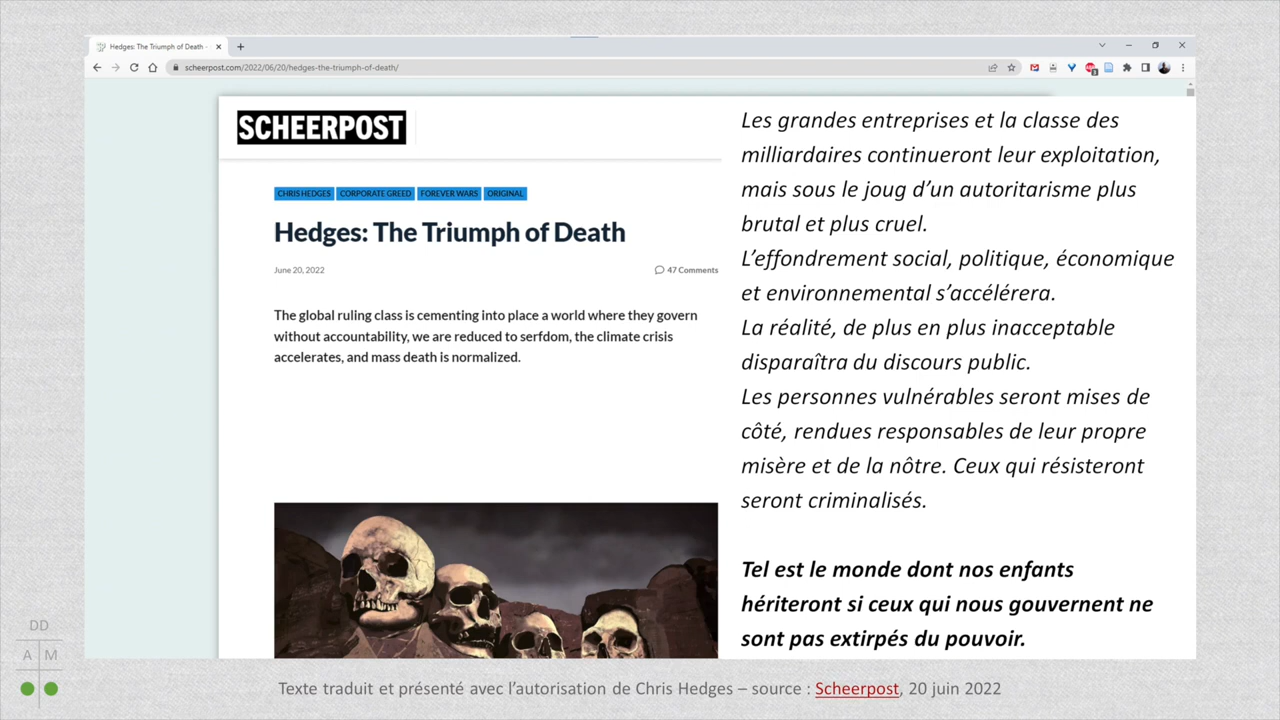 Hedges: The Triumph of Death -
scheerpost.com/2022/06/20/hedges-the-triumph-of-death/
SCHEERPOST
CHRIS HEDGES CORPORATE GREED FOREVER WARS ORIGINAL
Hedges: The Triumph of Death
June 20, 2022 47 Comments
The global ruling class is cementing into place a world where they govern
without accountability, we are reduced to serfdom, the climate crisis
accelerates, and mass death is normalized.
Les grandes entreprises et la classe des
milliardaires continueront leur exploitation,
mais sous le joug d’un autoritarisme plus
brutal et plus cruel.
L’effondrement social, politique, économique
et environnemental s’accélérera.
La réalité, de plus en plus inacceptable
disparaîtra du discours public.
Les personnes vulnérables seront mises de
côté, rendues responsables de leur propre
misère et de la nôtre. Ceux qui résisteront
seront criminalisés.
Tel est le monde dont nos enfants
hériteront si ceux qui nous gouvernent ne
sont pas extirpés du pouvoir.
DD
A M
Texte traduit et présenté avec l’autorisation de Chris Hedges – source : Scheerpost, 20 juin 2022